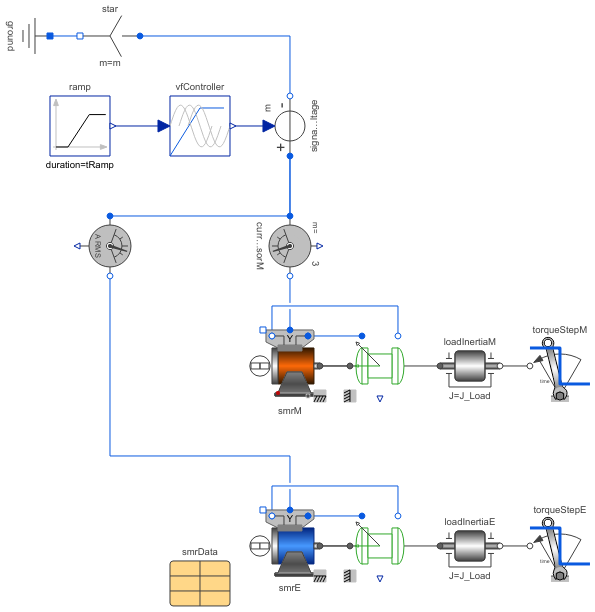 star
ground
m=m
ramp
vfController
m
signa...ltage
duration=tRamp
A RMS
curr...sorM
m=
3
Y
loadInertiaM
torqueStepM
time
J=J_Load
smrM
Y
loadInertiaE
torqueStepE
time
smrData
J=J_Load
smrE